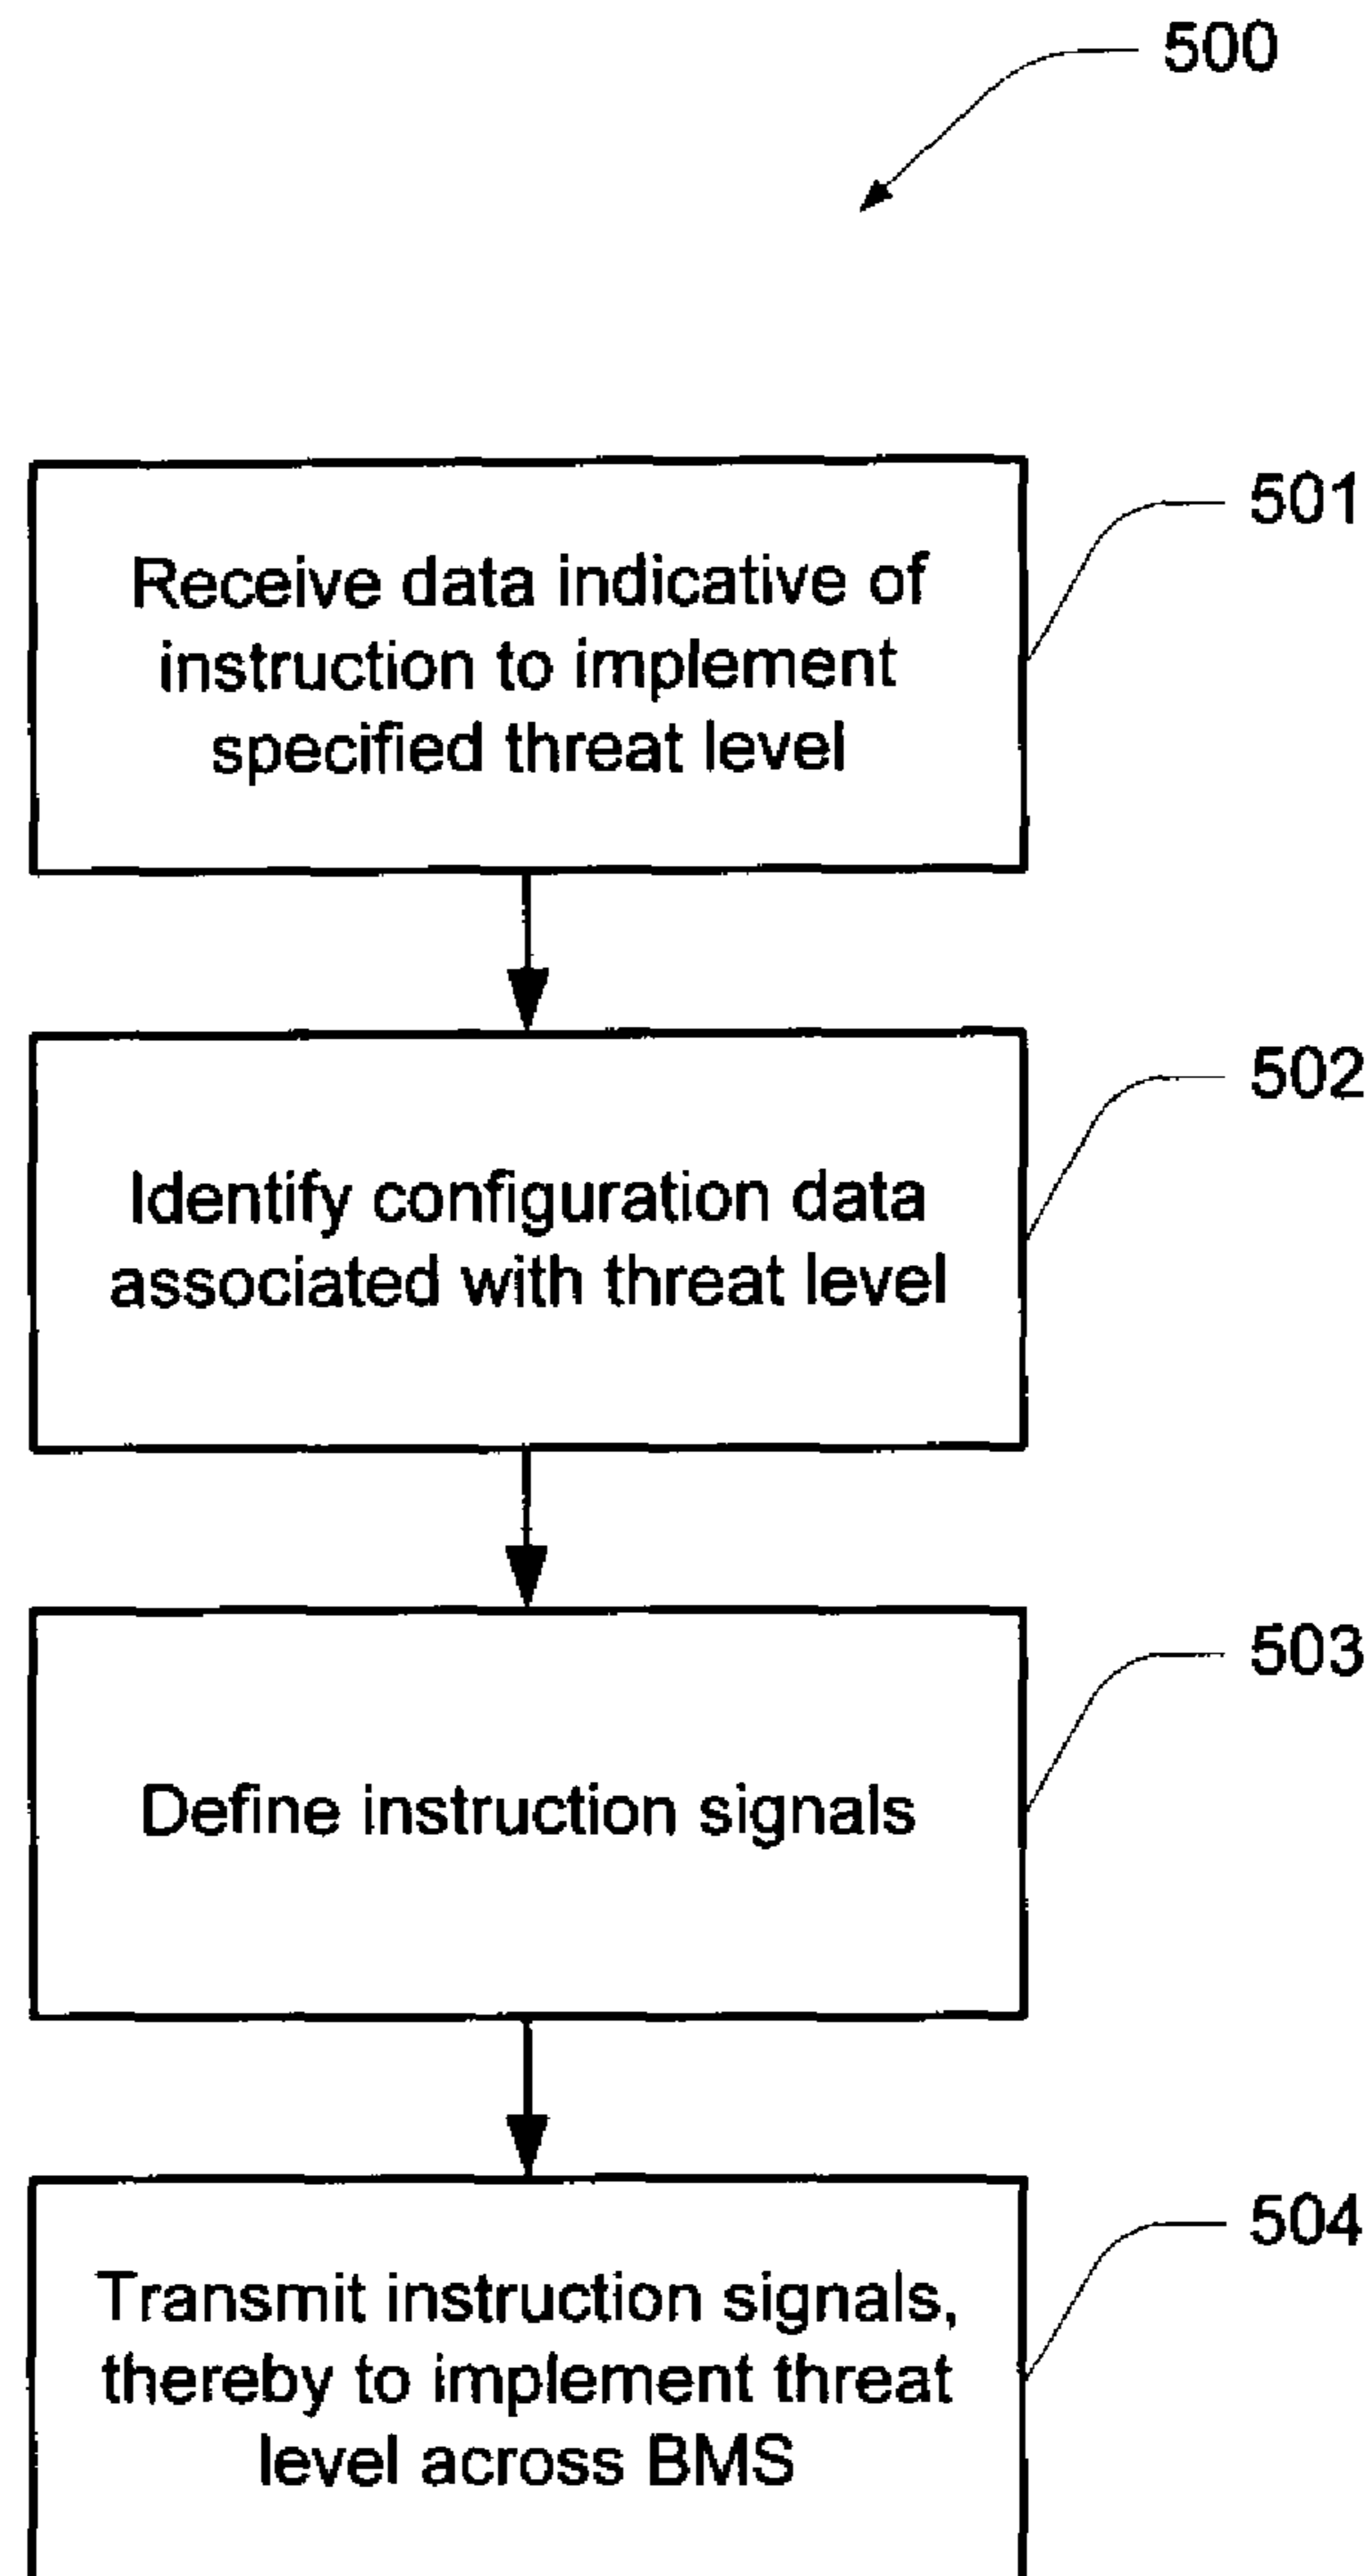 500
501
Receive data indicative of
instruction to implement
specified threat level
502
Identify configuration data
associated with threat level
503
Define instruction signals
504
Transmit instruction signals,
thereby to implement threat
level across BMS